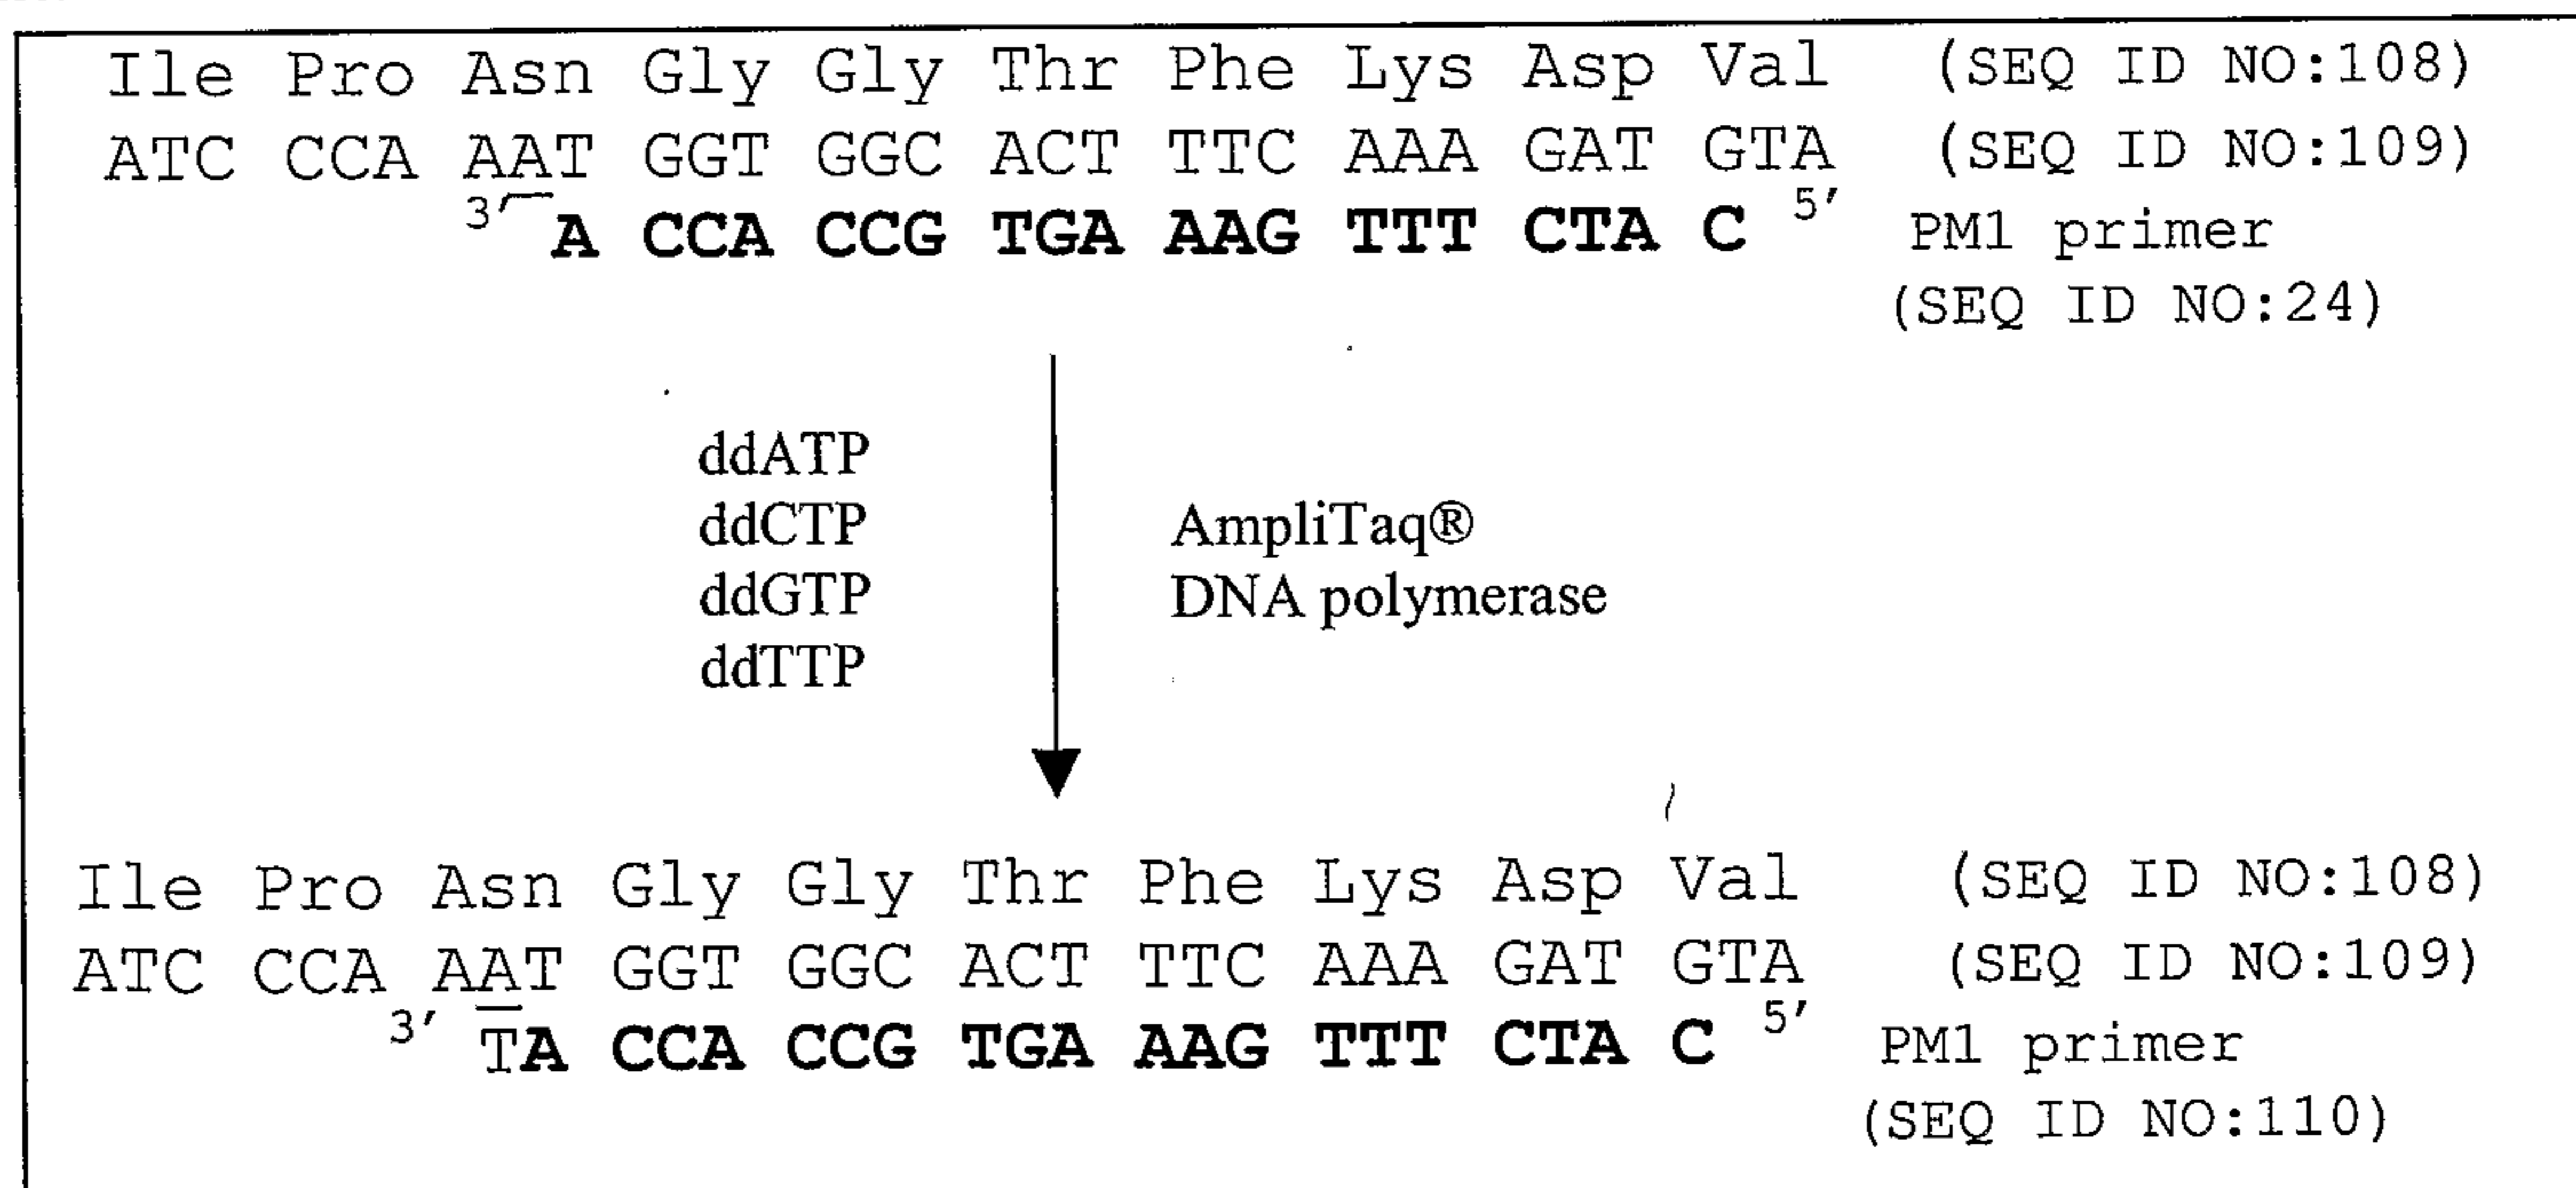 Ile Pro Asn Gly Gly Thr Phe Lys Asp Val (SEQ ID NO:108)
ATC CCA AAT GGT GGC ACT TTC AAA GAT GTA (SEQ ID NO:109)
3′ A CCA CCG TGA AAG TTT CTA C 5′ PM1 primer
(SEQ ID NO:24)
ddATP
ddCTP AmpliTaq®
ddGTP DNA polymerase
ddTTP
Ile Pro Asn Gly Gly Thr Phe Lys Asp Val (SEQ ID NO:108)
ATC CCA AAT GGT GGC ACT TTC AAA GAT GTA (SEQ ID NO:109)
3′ TA CCA CCG TGA AAG TTT CTA C 5′ PM1 primer
(SEQ ID NO:110)